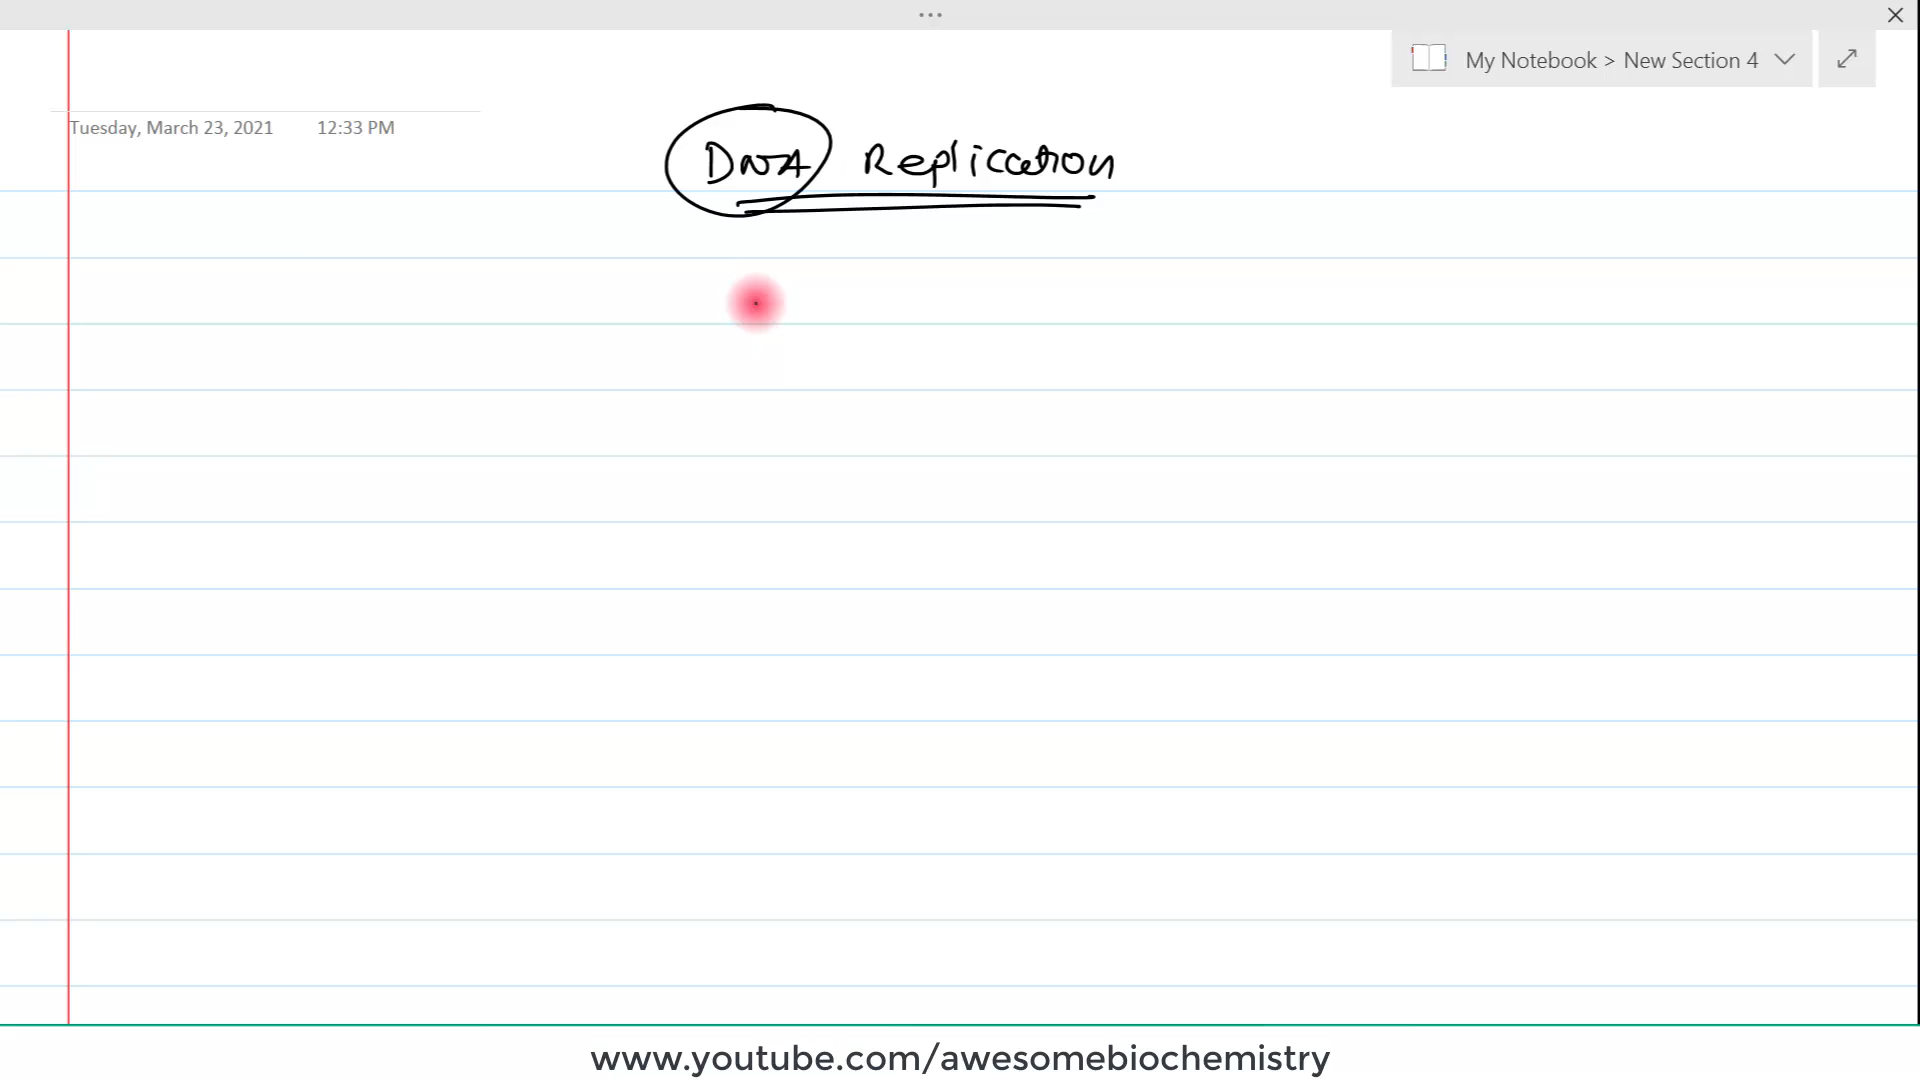 My Notebook > New Section 4
Tuesday, March 23, 2021 12:33 PM
DNA Replication
www.youtube.com/awesomebiochemistry